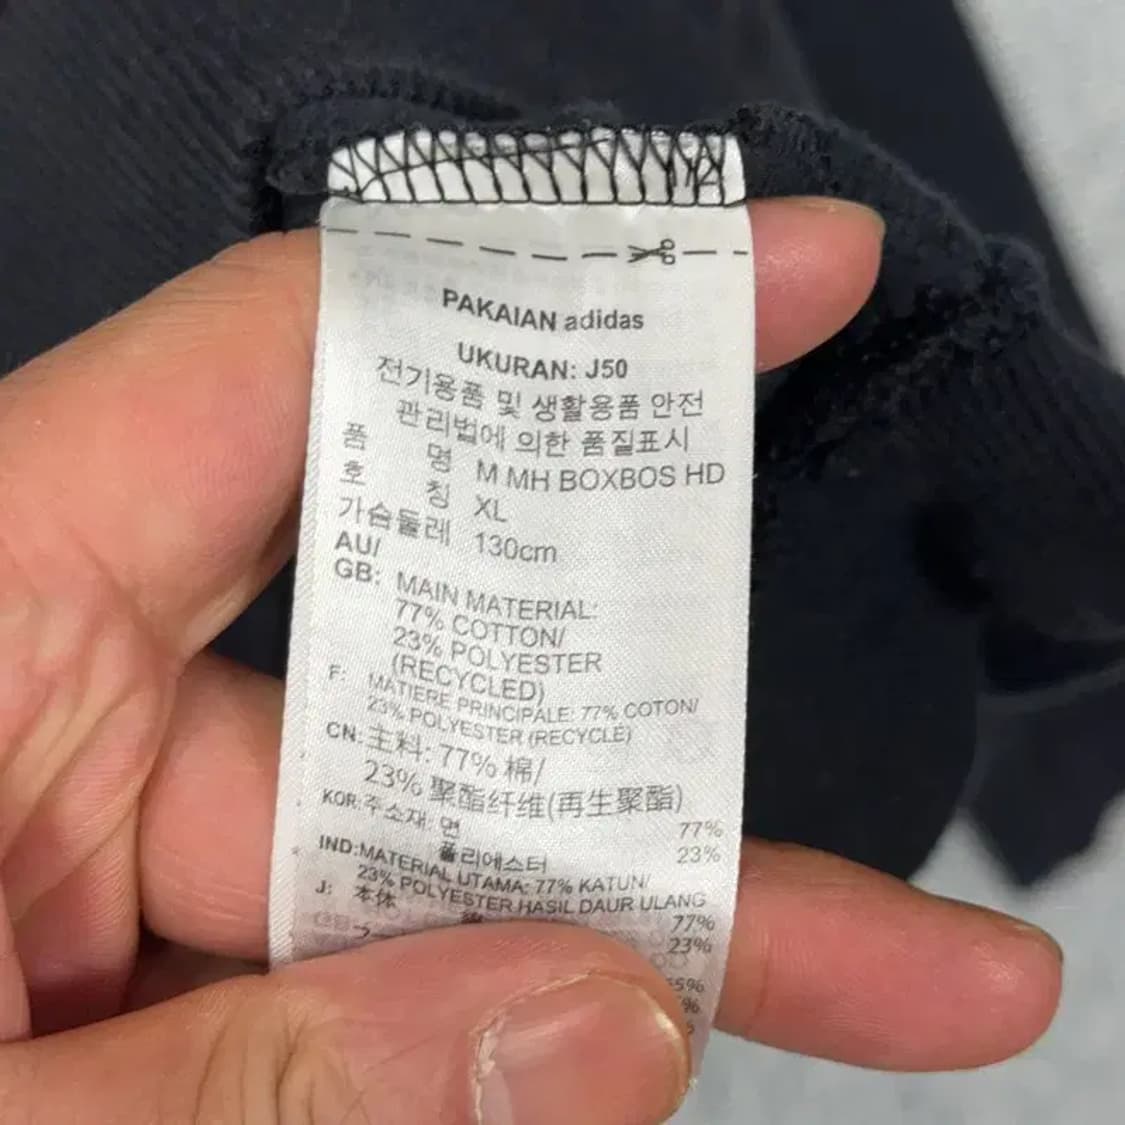 PAKAIAN adidas
UKURAN: J50
전기용품 및 생활용품 안전
관리법에 의한 품질표시
품 명 M MH BOXBOS HD
호 칭 XL
가슴둘레 130cm
AU/
GB: MAIN MATERIAL:
77% COTTON/
23% POLYESTER
(RECYCLED)
F: MATIERE PRINCIPALE: 77% COTON/
23% POLYESTER (RECYCLE)
CN:主料: 77% 棉/
23% 聚酯纤维(再生聚酯)
KOR:주소재: 면 77%
폴리에스터 23%
IND:MATERIAL UTAMA: 77% KATUN/
23% POLYESTER HASIL DAUR ULANG
J: 本体 77%
23%